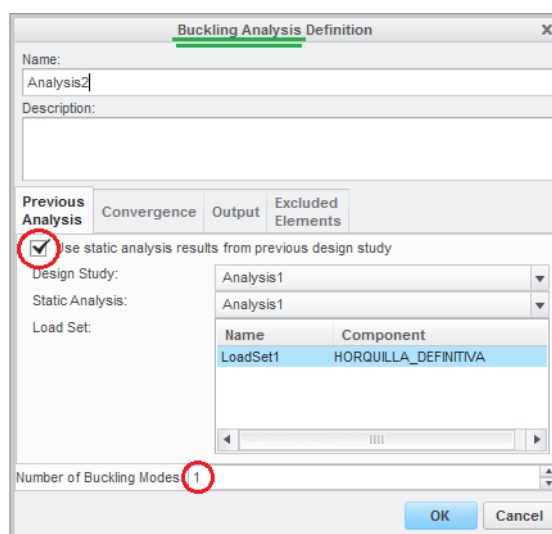 Buckling Analysis Definition
Name:
Analysis2
Description:
Previous Analysis
Convergence
Output
Excluded Elements
Use static analysis results from previous design study
Design Study:
Analysis1
Static Analysis:
Analysis1
Load Set:
Name Component
LoadSet1 HORQUILLA_DEFINITIVA
Number of Buckling Modes: 1
OK Cancel